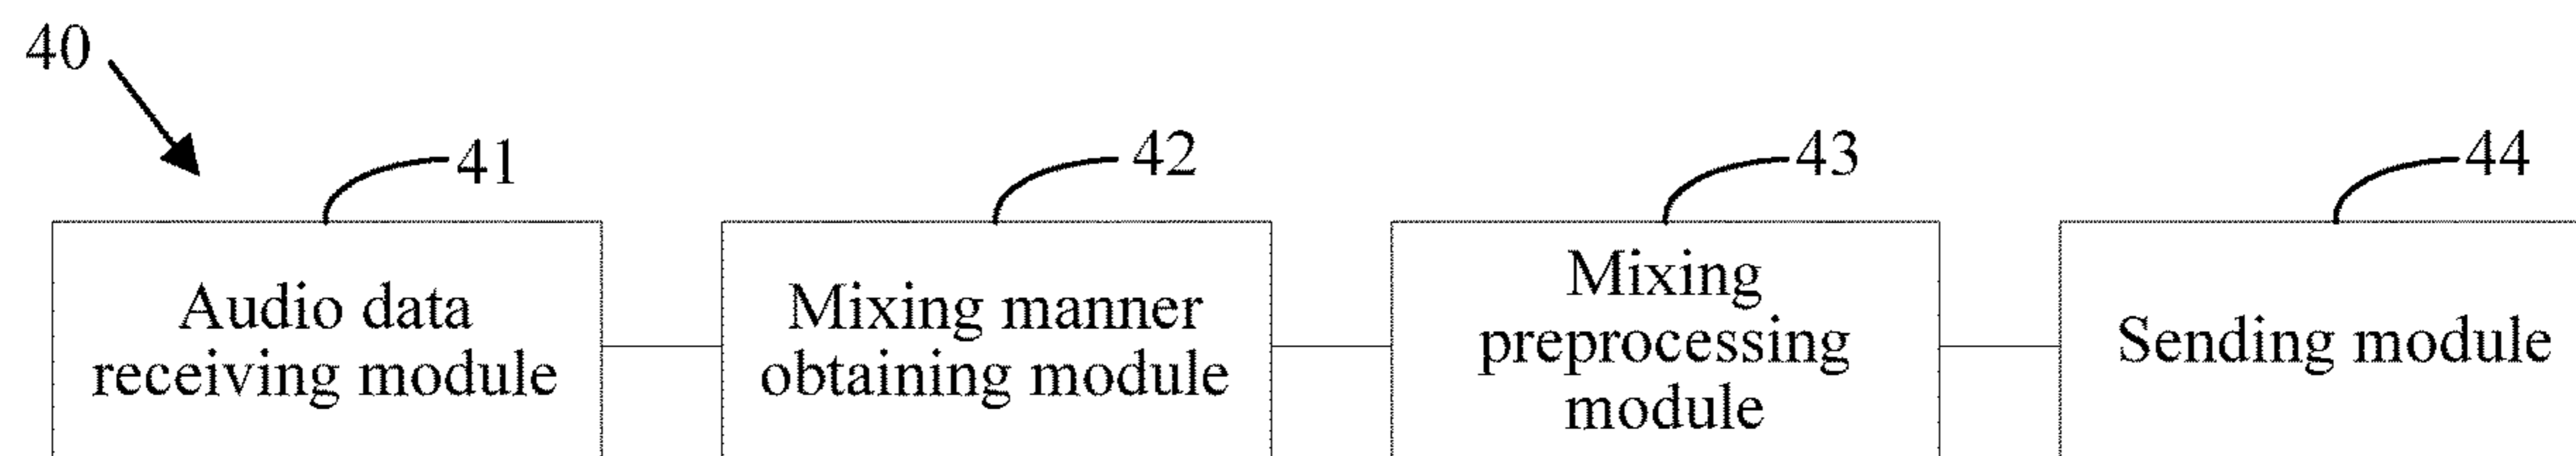 40
41
42
43
44
Audio data
receiving module
Mixing manner
obtaining module
Mixing
preprocessing
module
Sending module